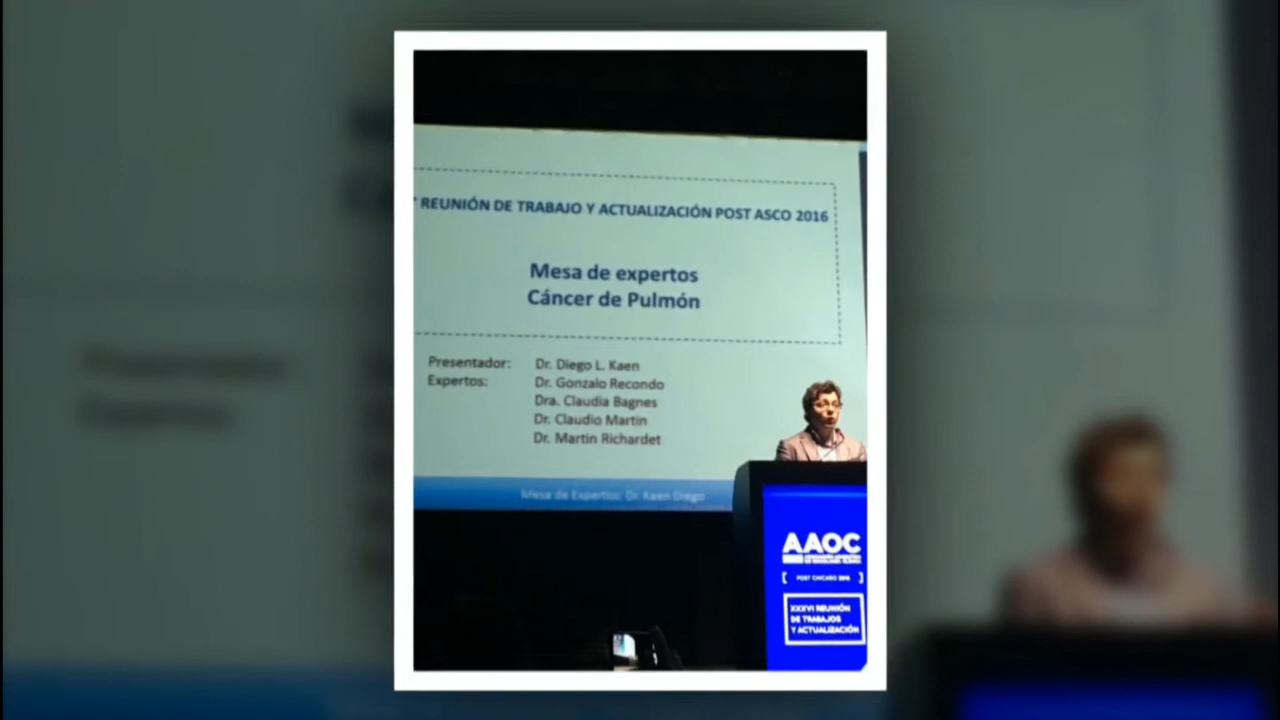 REUNIÓN DE TRABAJO Y ACTUALIZACIÓN POST ASCO 2016
Mesa de expertos
Cáncer de Pulmón
Presentador: Dr. Diego L. Kaen
Expertos: Dr. Gonzalo Recondo
Dra. Claudia Bagnes
Dr. Claudio Martin
Dr. Martin Richardet
Mesa de Expertos: Dr. Kaen Diego
AAOC
POST CHICAGO 2016
XXXVI REUNIÓN
DE TRABAJOS
Y ACTUALIZACIÓN